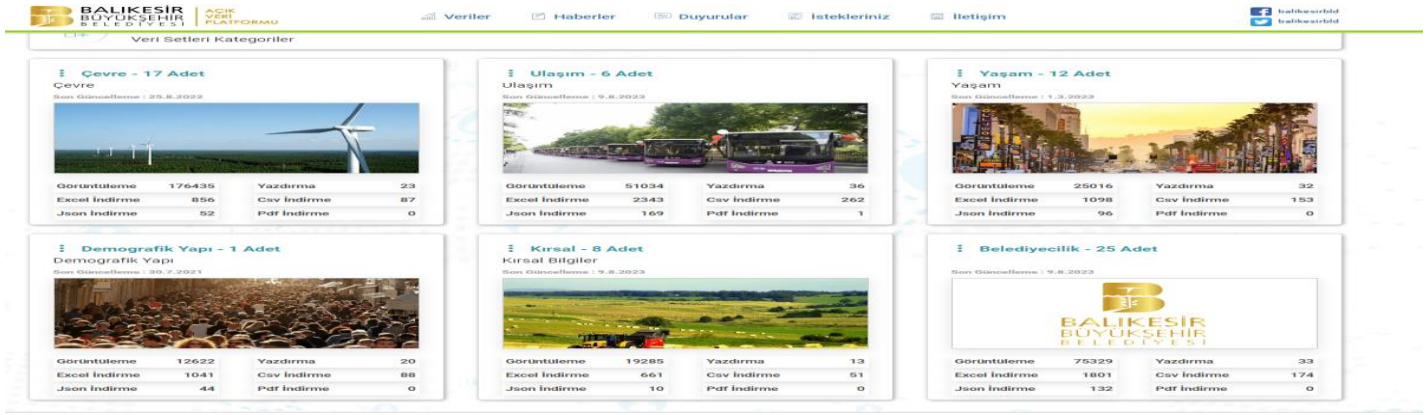 BALIKESİR
BÜYÜKŞEHİR
BELEDİYESİ
AÇIK
VERİ
PLATFORMU
Veriler
Haberler
Duyurular
İstekleriniz
İletişim
balikesirbld
balikesirbld
Veri Setleri Kategoriler
Çevre - 17 Adet
Çevre
Son Güncelleme : 25.8.2022
Görüntüleme 176435 Yazdırma 23
Excel İndirme 856 Csv İndirme 87
Json İndirme 52 Pdf İndirme 0
Ulaşım - 6 Adet
Ulaşım
Son Güncelleme : 9.8.2023
Görüntüleme 51034 Yazdırma 36
Excel İndirme 2343 Csv İndirme 262
Json İndirme 169 Pdf İndirme 1
Yaşam - 12 Adet
Yaşam
Son Güncelleme : 1.3.2023
Görüntüleme 25016 Yazdırma 32
Excel İndirme 1098 Csv İndirme 153
Json İndirme 96 Pdf İndirme 0
Demografik Yapı - 1 Adet
Demografik Yapı
Son Güncelleme : 30.7.2021
Görüntüleme 12622 Yazdırma 20
Excel İndirme 1041 Csv İndirme 88
Json İndirme 44 Pdf İndirme 0
Kırsal - 8 Adet
Kırsal Bilgiler
Son Güncelleme : 9.8.2023
Görüntüleme 19285 Yazdırma 13
Excel İndirme 661 Csv İndirme 51
Json İndirme 10 Pdf İndirme 0
Belediyecilik - 25 Adet
Son Güncelleme : 9.8.2023
BALIKESİR
BÜYÜKŞEHİR
BELEDİYESİ
Görüntüleme 75329 Yazdırma 33
Excel İndirme 1801 Csv İndirme 174
Json İndirme 132 Pdf İndirme 0